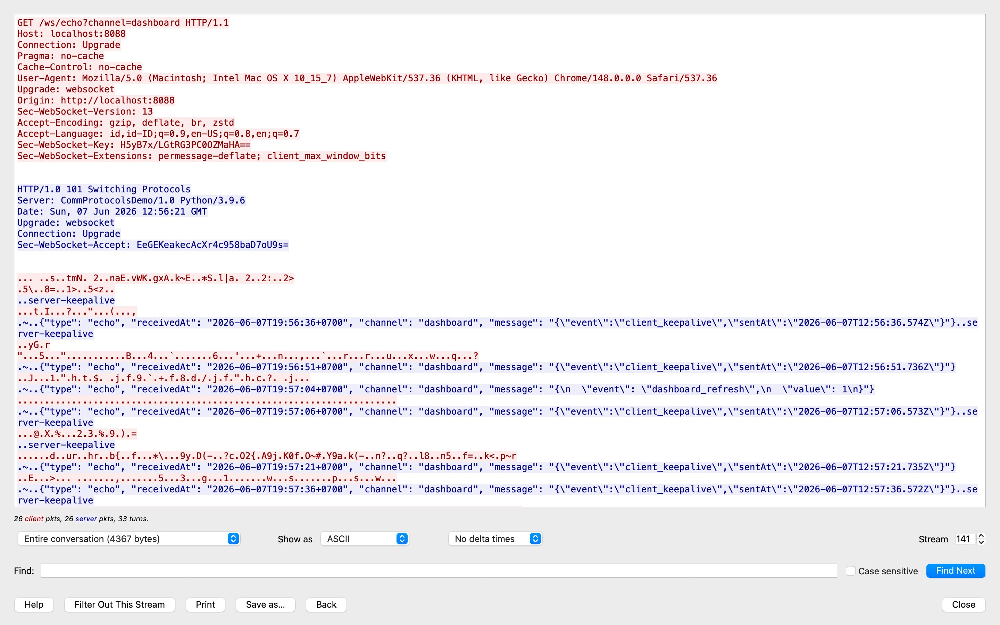 GET /ws/echo?channel=dashboard HTTP/1.1
Host: localhost:8088
Connection: Upgrade
Pragma: no-cache
Cache-Control: no-cache
User-Agent: Mozilla/5.0 (Macintosh; Intel Mac OS X 10_15_7) AppleWebKit/537.36 (KHTML, like Gecko) Chrome/148.0.0.0 Safari/537.36
Upgrade: websocket
Origin: http://localhost:8088
Sec-WebSocket-Version: 13
Accept-Encoding: gzip, deflate, br, zstd
Accept-Language: id,id-ID;q=0.9,en-US;q=0.8,en;q=0.7
Sec-WebSocket-Key: H5yB7x/LGtRG3PC0OZMaHA==
Sec-WebSocket-Extensions: permessage-deflate; client_max_window_bits
HTTP/1.0 101 Switching Protocols
Server: CommProtocolsDemo/1.0 Python/3.9.6
Date: Sun, 07 Jun 2026 12:56:21 GMT
Upgrade: websocket
Connection: Upgrade
Sec-WebSocket-Accept: EeGEKeakecAcXr4c958baD7oU9s=
... ..s..tmN. 2..naE.vWK.gxA.k~E..*S.l|a. 2..2:..2>
.5\..8=..1>..5<z..
..server-keepalive
...t.I...?..."...(...,
.~..{"type": "echo", "receivedAt": "2026-06-07T19:56:36+0700", "channel": "dashboard", "message": "{\"event\":\"client_keepalive\",\"sentAt\":\"2026-06-07T12:56:36.574Z\"}"}..se
rver-keepalive
..yG.r
"...5..."...........B...4...`.......6...'...+...n...,...`...r...r...u...x...w...q...?
.~..{"type": "echo", "receivedAt": "2026-06-07T19:56:51+0700", "channel": "dashboard", "message": "{\"event\":\"client_keepalive\",\"sentAt\":\"2026-06-07T12:56:51.736Z\"}"}
..J...1.".h.t.$. .j.f.9.`.+.f.8.d./.j.f.".h.c.?. .j...
.~..{"type": "echo", "receivedAt": "2026-06-07T19:57:04+0700", "channel": "dashboard", "message": "{\n  \"event\": \"dashboard_refresh\",\n  \"value\": 1\n}"}
......................................................................
.~..{"type": "echo", "receivedAt": "2026-06-07T19:57:06+0700", "channel": "dashboard", "message": "{\"event\":\"client_keepalive\",\"sentAt\":\"2026-06-07T12:57:06.573Z\"}"}..se
rver-keepalive
...@.X.%...2.3.%.9.).=
..server-keepalive
......d..ur..hr..b{..f...*\...9y.D(-..?c.O2{.A9j.K0f.O~#.Y9a.k(-..n?..q?..l8..n5..f=..k<.p~r
.~..{"type": "echo", "receivedAt": "2026-06-07T19:57:21+0700", "channel": "dashboard", "message": "{\"event\":\"client_keepalive\",\"sentAt\":\"2026-06-07T12:57:21.735Z\"}"}
..E...>... .......,.......5...3...g...1.......w...s.......p...s...w...
.~..{"type": "echo", "receivedAt": "2026-06-07T19:57:36+0700", "channel": "dashboard", "message": "{\"event\":\"client_keepalive\",\"sentAt\":\"2026-06-07T12:57:36.572Z\"}"}..se
rver-keepalive
26 client pkts, 26 server pkts, 33 turns.
Entire conversation (4367 bytes) Show as ASCII No delta times Stream 141
Find: Case sensitive Find Next
Help Filter Out This Stream Print Save as... Back Close